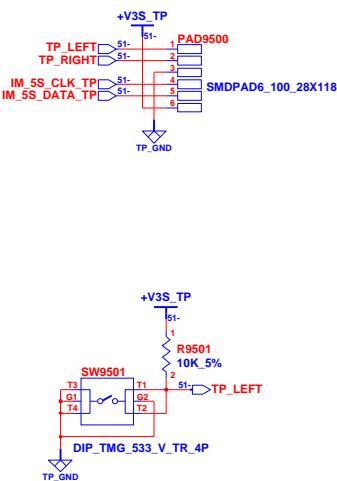 +V3S_TP
51-
PAD9500
TP_LEFT 51- 1
TP_RIGHT 51- 2
3
IM_5S_CLK_TP 51- 4
SMDPAD6_100_28X118
IM_5S_DATA_TP 51- 5
6
TP_GND
+V3S_TP
51-
1
R9501
10K_5%
2
SW9501
T3 T1 51- TP_LEFT
G1 G2
T4 T2
DIP_TMG_533_V_TR_4P
TP_GND